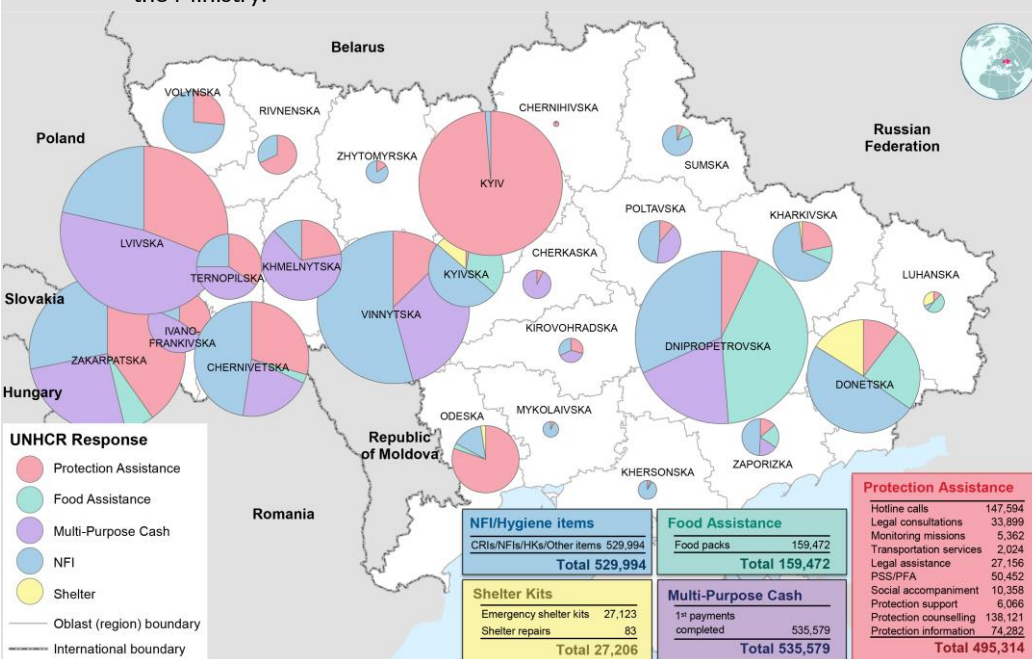 the Ministry.
Belarus
Poland
Russian
Federation
Slovakia
Hungary
Republic
of Moldova
Romania
VOLYNSKA
RIVNENSKA
ZHYTOMYRSKA
KYIV
CHERNIHIVSKA
SUMSKA
LVIVSKA
TERNOPILSKA
KHMELNYTSKA
KYIVSKA
CHERKASKA
POLTAVSKA
KHARKIVSKA
LUHANSKA
ZAKARPATSKA
IVANO-
FRANKIVSKA
CHERNIVETSKA
VINNYTSKA
KIROVOHRADSKA
DNIPROPETROVSKA
DONETSKA
ODESKA
MYKOLAIVSKA
KHERSONSKA
ZAPORIZKA
UNHCR Response
Protection Assistance
Food Assistance
Multi-Purpose Cash
NFI
Shelter
Oblast (region) boundary
International boundary
NFI/Hygiene items
CRIs/NFIs/HKs/Other items 529,994
Total 529,994
Food Assistance
Food packs 159,472
Total 159,472
Shelter Kits
Emergency shelter kits 27,123
Shelter repairs 83
Total 27,206
Multi-Purpose Cash
1st payments
completed 535,579
Total 535,579
Protection Assistance
Hotline calls 147,594
Legal consultations 33,899
Monitoring missions 5,362
Transportation services 2,024
Legal assistance 27,156
PSS/PFA 50,452
Social accompaniment 10,358
Protection support 6,066
Protection counselling 138,121
Protection information 74,282
Total 495,314